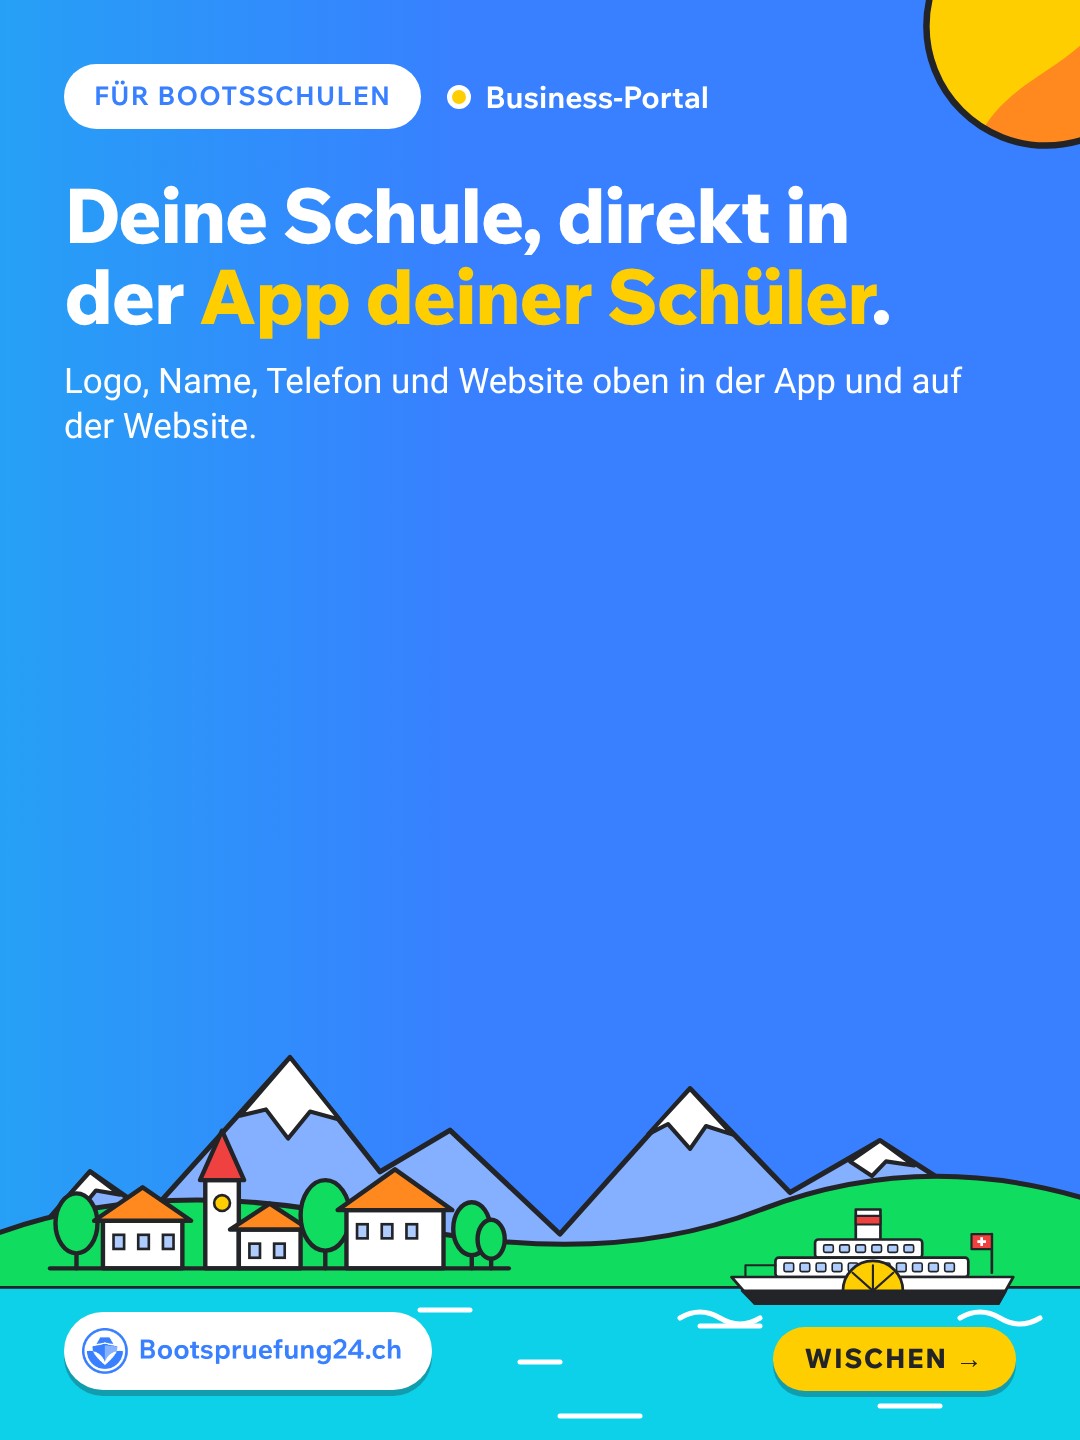 FÜR BOOTSSCHULEN
Business-Portal
Deine Schule, direkt in
der App deiner Schüler.
Logo, Name, Telefon und Website oben in der App und auf
der Website.
Bootspruefung24.ch
WISCHEN →